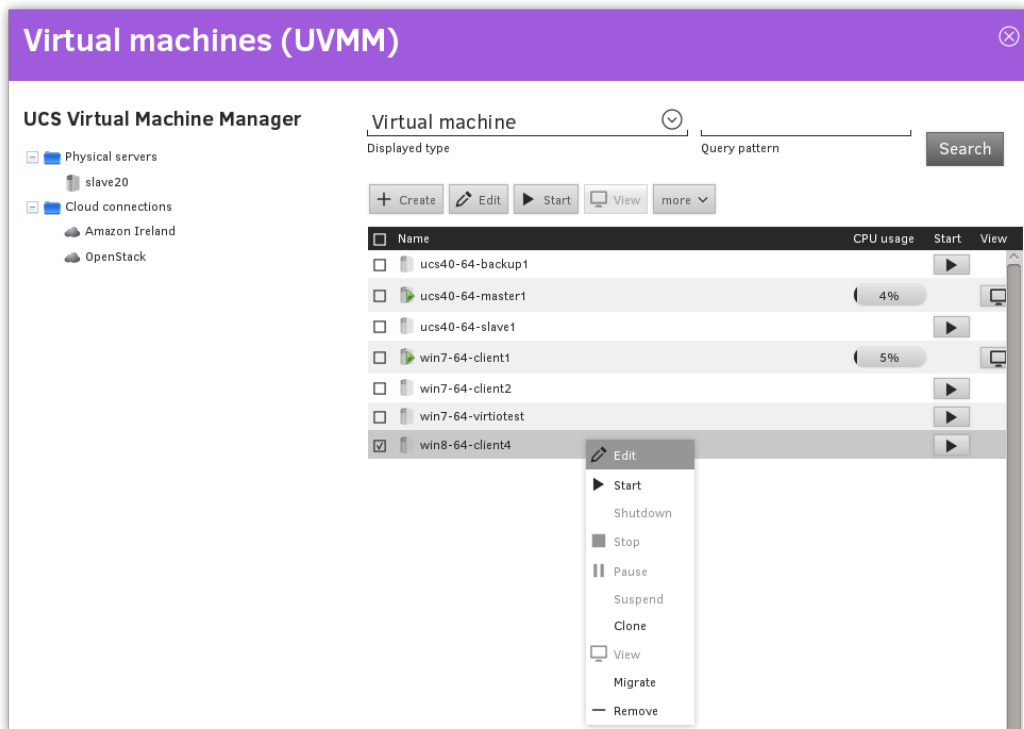 Virtual machines (UVMM)
UCS Virtual Machine Manager
Physical servers
slave20
Cloud connections
Amazon Ireland
OpenStack
Virtual machine
Displayed type
Query pattern
Search
Create Edit Start View more
Name CPU usage Start View
ucs40-64-backup1
ucs40-64-master1 4%
ucs40-64-slave1
win7-64-client1 5%
win7-64-client2
win7-64-virtiotest
win8-64-client4
Edit
Start
Shutdown
Stop
Pause
Suspend
Clone
View
Migrate
Remove